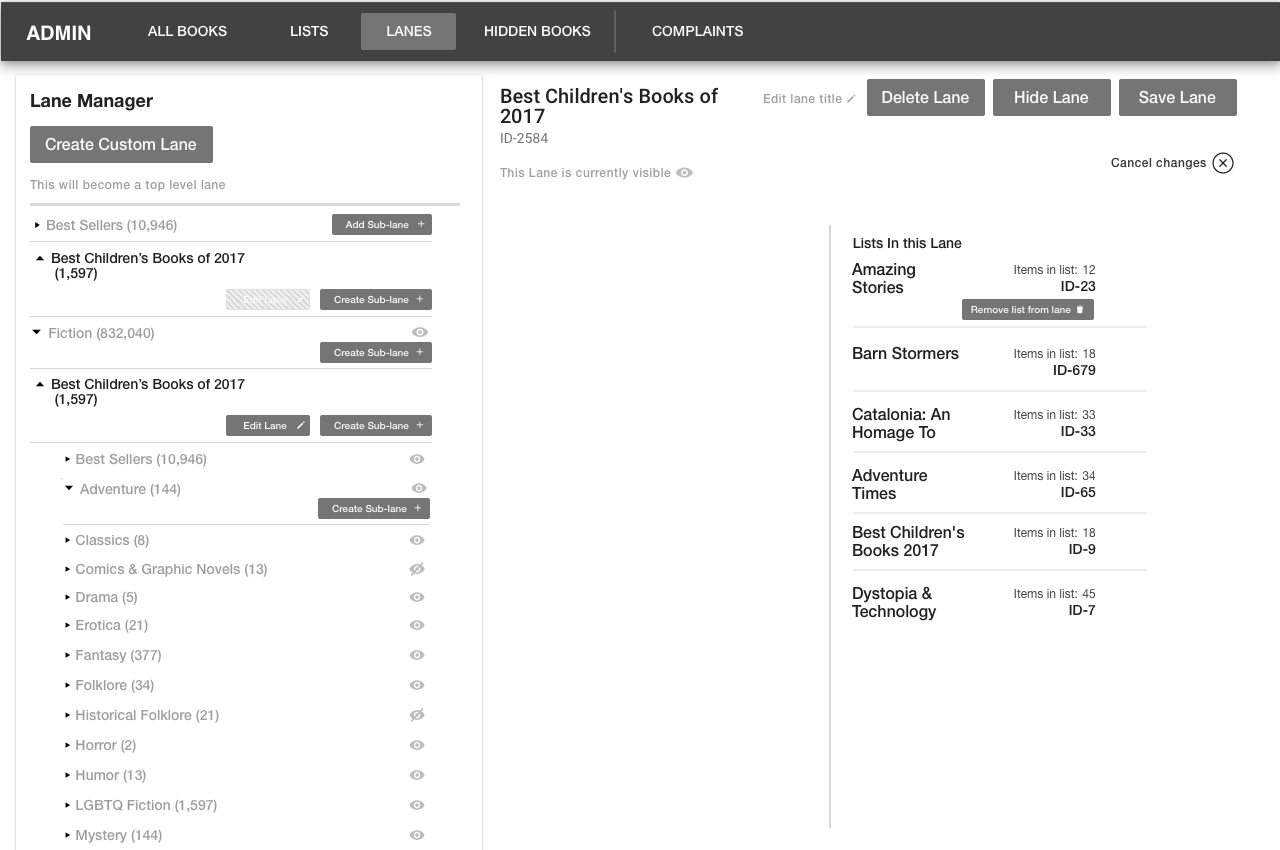 ADMIN
ALL BOOKS
LISTS
LANES
HIDDEN BOOKS
COMPLAINTS
Lane Manager
Create Custom Lane
This will become a top level lane
Best Sellers (10,946)
Add Sub-lane +
Best Children’s Books of 2017
(1,597)
Edit Lane
Create Sub-lane +
Fiction (832,040)
Create Sub-lane +
Best Children’s Books of 2017
(1,597)
Edit Lane
Create Sub-lane +
Best Sellers (10,946)
Adventure (144)
Create Sub-lane +
Classics (8)
Comics & Graphic Novels (13)
Drama (5)
Erotica (21)
Fantasy (377)
Folklore (34)
Historical Folklore (21)
Horror (2)
Humor (13)
LGBTQ Fiction (1,597)
Mystery (144)
Best Children's Books of
2017
ID-2584
This Lane is currently visible
Edit lane title
Delete Lane
Hide Lane
Save Lane
Cancel changes
Lists In this Lane
Amazing
Stories
Items in list: 12
ID-23
Remove list from lane
Barn Stormers
Items in list: 18
ID-679
Catalonia: An
Homage To
Items in list: 33
ID-33
Adventure
Times
Items in list: 34
ID-65
Best Children's
Books 2017
Items in list: 18
ID-9
Dystopia &
Technology
Items in list: 45
ID-7